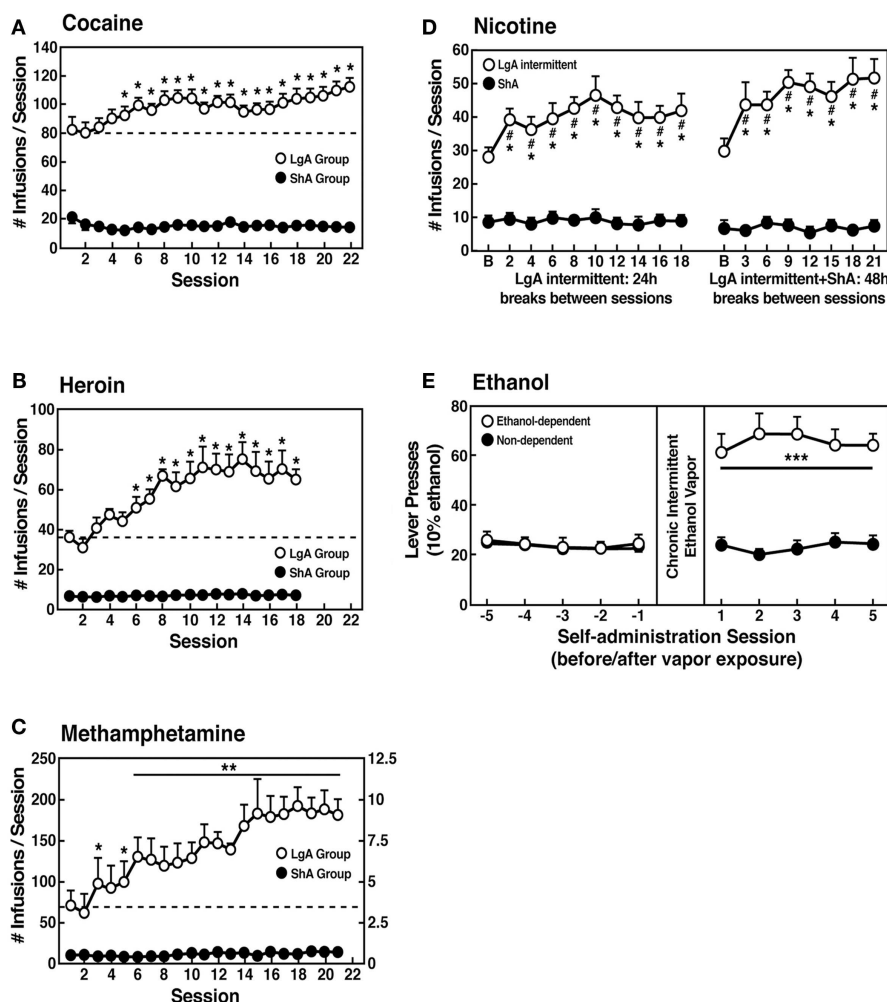 A Cocaine
# Infusions / Session
140
120
100
80
60
40
20
0
* * * * * * * * * * * * * * * * * *
LgA Group
ShA Group
2 4 6 8 10 12 14 16 18 20 22
Session
B Heroin
# Infusions / Session
100
80
60
40
20
0
* * * * * * * * * * * * *
LgA Group
ShA Group
2 4 6 8 10 12 14 16 18 20 22
Session
C Methamphetamine
# Infusions / Session
250
200
150
100
50
0
12.5
10
7.5
5
2.5
0
* *
**
LgA Group
ShA Group
2 4 6 8 10 12 14 16 18 20 22
Session
D Nicotine
# Infusions / Session
60
50
40
30
20
10
0
LgA intermittent
ShA
# # # # # # # # #
* * * * * * * * *
# # # # # # #
* * * * * * *
B 2 4 6 8 10 12 14 16 18
LgA intermittent: 24h
breaks between sessions
B 3 6 9 12 15 18 21
LgA intermittent+ShA: 48h
breaks between sessions
E Ethanol
Lever Presses
(10% ethanol)
80
60
40
20
0
Ethanol-dependent
Non-dependent
Chronic Intermittent
Ethanol Vapor
***
-5 -4 -3 -2 -1
1 2 3 4 5
Self-administration Session
(before/after vapor exposure)